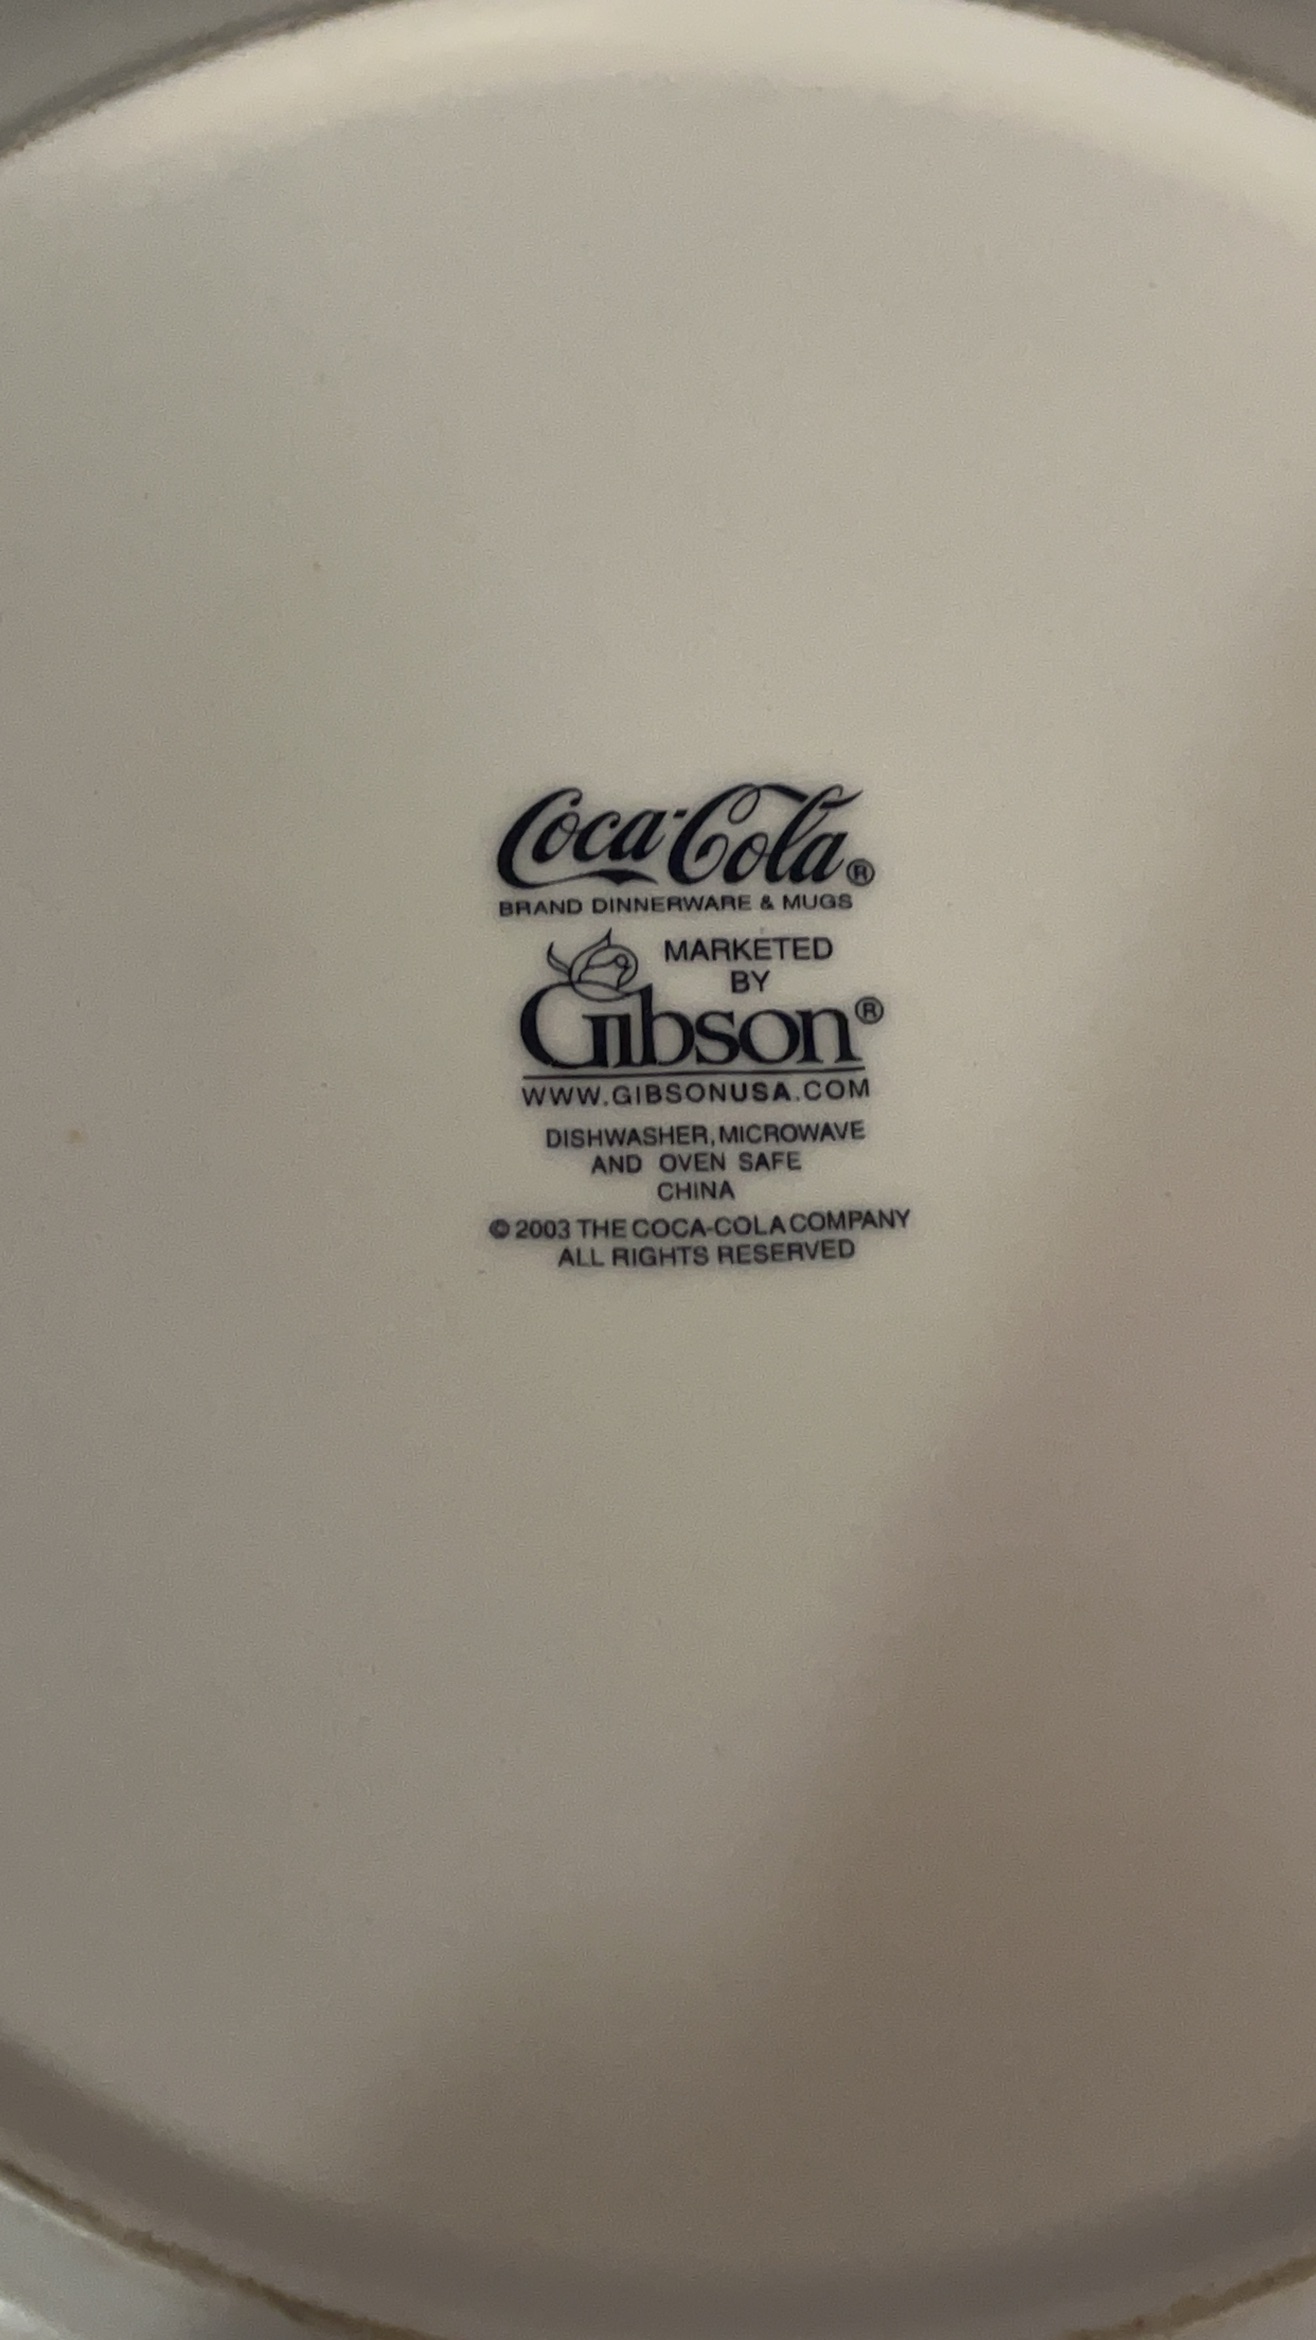 Coca-Cola®
BRAND DINNERWARE & MUGS
MARKETED
BY
Gibson®
WWW.GIBSONUSA.COM
DISHWASHER, MICROWAVE
AND OVEN SAFE
CHINA
© 2003 THE COCA-COLA COMPANY
ALL RIGHTS RESERVED